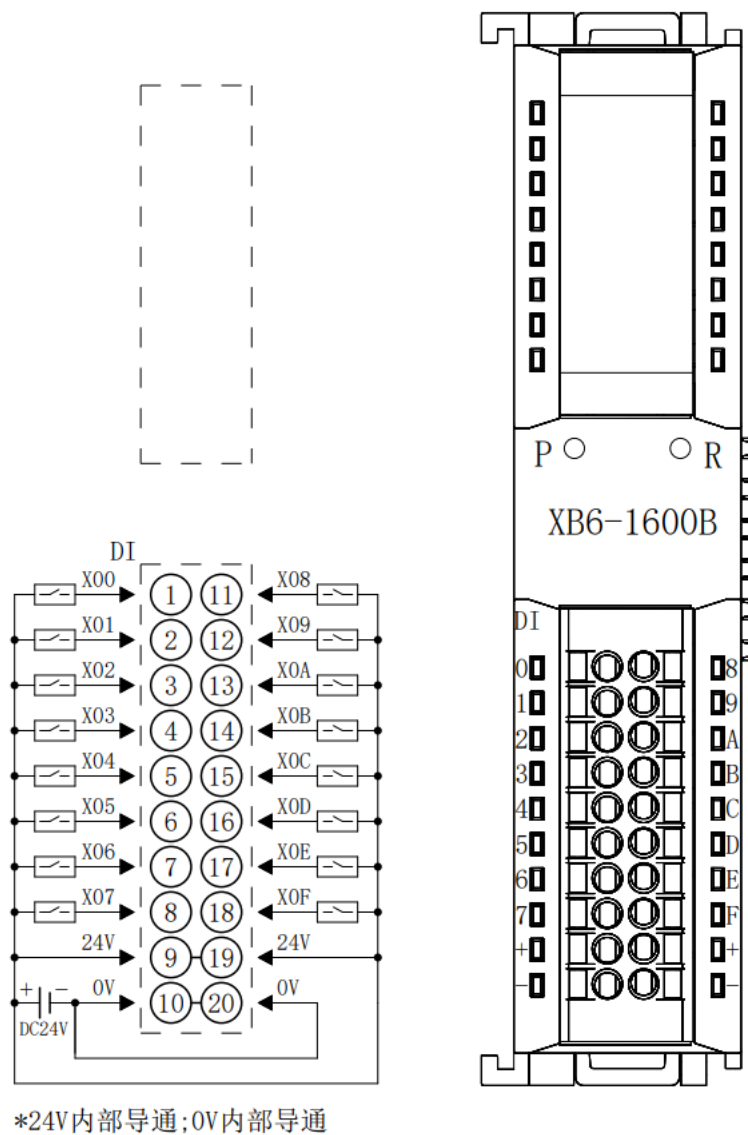 P R
XB6-1600B
DI
X00 1 11 X08
X01 2 12 X09
X02 3 13 X0A
X03 4 14 X0B
X04 5 15 X0C
X05 6 16 X0D
X06 7 17 X0E
X07 8 18 X0F
24V 9 19 24V
+ - 0V 10 20 0V
DC24V
DI
0 8
1 9
2 A
3 B
4 C
5 D
6 E
7 F
+ +
- -
*24V内部导通;0V内部导通